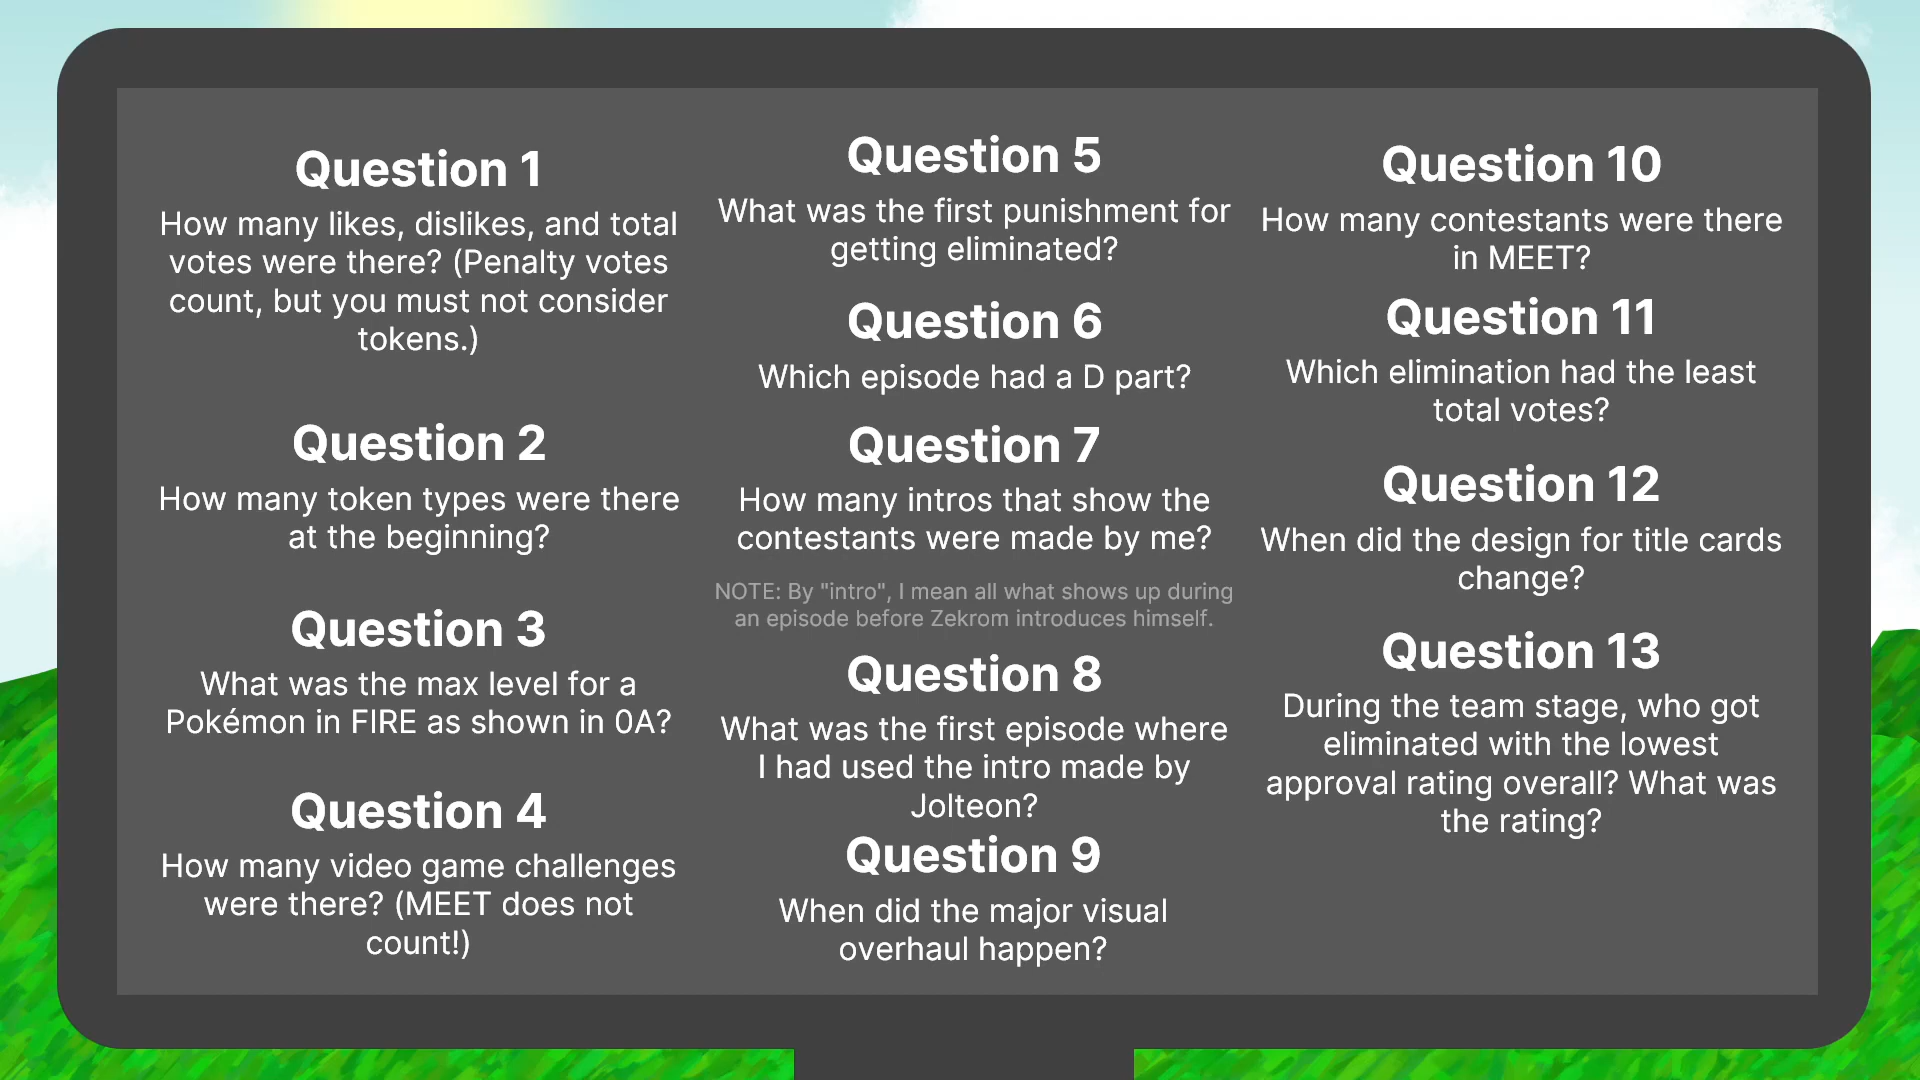 Question 1
How many likes, dislikes, and total
votes were there? (Penalty votes
count, but you must not consider
tokens.)
Question 2
How many token types were there
at the beginning?
Question 3
What was the max level for a
Pokémon in FIRE as shown in 0A?
Question 4
How many video game challenges
were there? (MEET does not
count!)
Question 5
What was the first punishment for
getting eliminated?
Question 6
Which episode had a D part?
Question 7
How many intros that show the
contestants were made by me?
NOTE: By "intro", I mean all what shows up during
an episode before Zekrom introduces himself.
Question 8
What was the first episode where
I had used the intro made by
Jolteon?
Question 9
When did the major visual
overhaul happen?
Question 10
How many contestants were there
in MEET?
Question 11
Which elimination had the least
total votes?
Question 12
When did the design for title cards
change?
Question 13
During the team stage, who got
eliminated with the lowest
approval rating overall? What was
the rating?